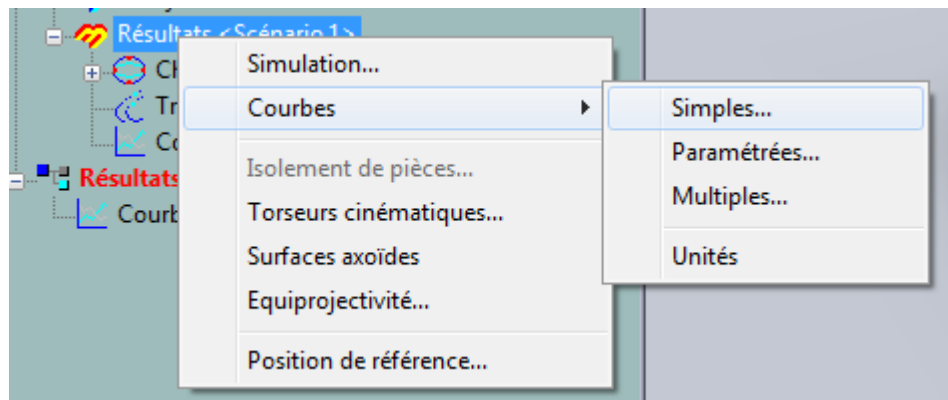 Résultats <Scénario 1>
Simulation...
Courbes
Simples...
Paramétrées...
Multiples...
Unités
Isolement de pièces...
Torseurs cinématiques...
Surfaces axoïdes
Equiprojectivité...
Position de référence...
Résultats